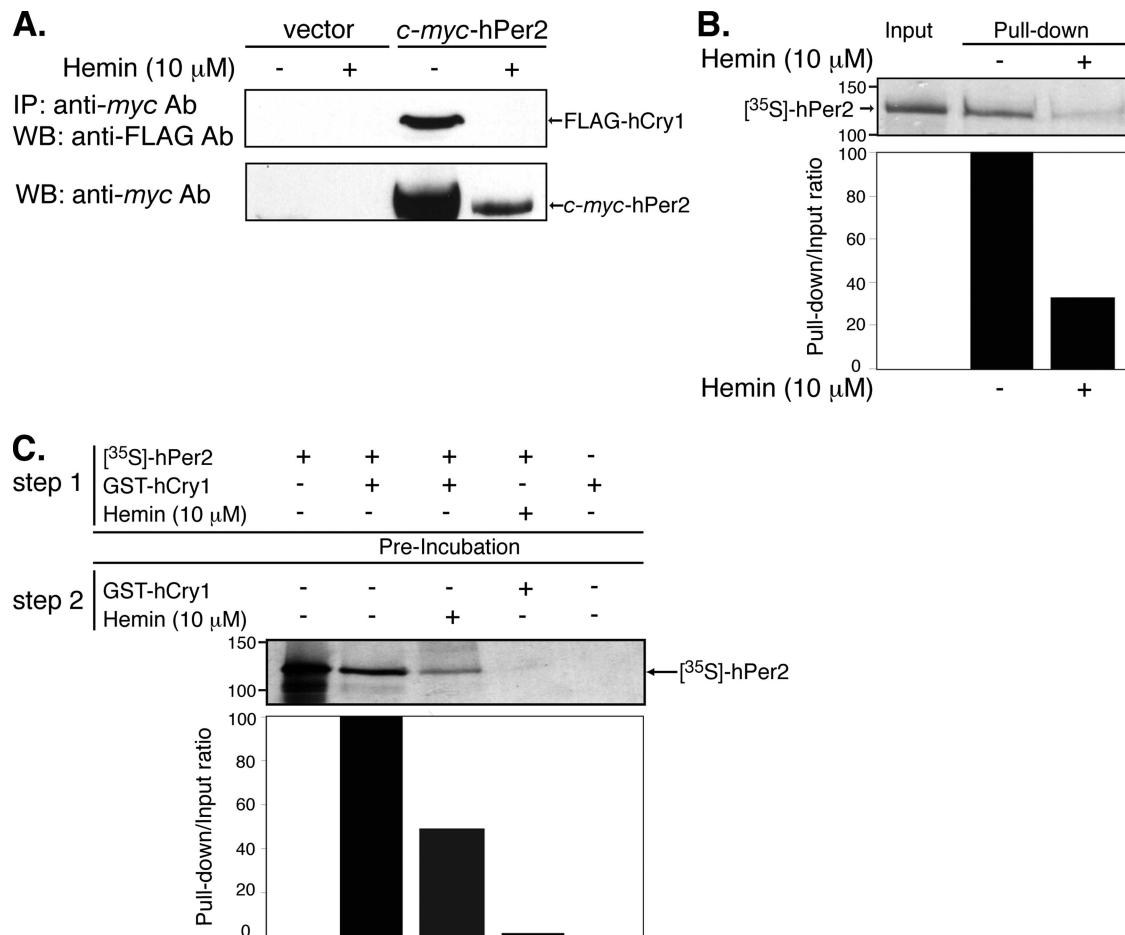 A.
vector c-myc-hPer2
Hemin (10 µM) - + - +
IP: anti-myc Ab
WB: anti-FLAG Ab
←FLAG-hCry1
WB: anti-myc Ab
←c-myc-hPer2
B.
Input Pull-down
Hemin (10 µM) - +
150
[³⁵S]-hPer2→
100
100
80
60
40
20
0
Pull-down/Input ratio
Hemin (10 µM) - +
C.
step 1
[³⁵S]-hPer2 + + + + -
GST-hCry1 - + + - +
Hemin (10 µM) - - - + -
Pre-Incubation
step 2
GST-hCry1 - - - + -
Hemin (10 µM) - - + - -
150
←[³⁵S]-hPer2
100
100
80
60
40
20
0
Pull-down/Input ratio